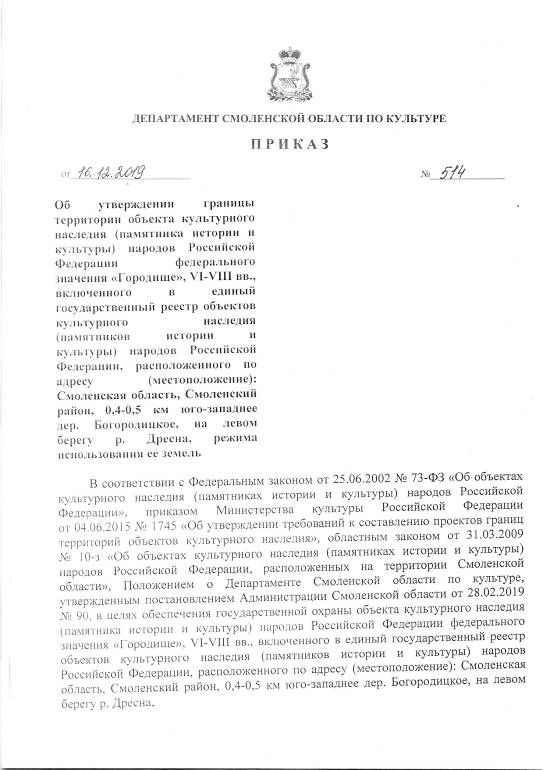 ДЕПАРТАМЕНТ СМОЛЕНСКОЙ ОБЛАСТИ ПО КУЛЬТУРЕ
П Р И К А З
от 16.12.2019 № 514
Об утверждении границы
территории объекта культурного
наследия (памятника истории и
культуры) народов Российской
Федерации федерального
значения «Городище», VI-VIII вв.,
включенного в единый
государственный реестр объектов
культурного наследия
(памятников истории и
культуры) народов Российской
Федерации, расположенного по
адресу (местоположение):
Смоленская область, Смоленский
район, 0,4-0,5 км юго-западнее
дер. Богородицкое, на левом
берегу р. Дресна, режима
использования ее земель
В соответствии с Федеральным законом от 25.06.2002 № 73-ФЗ «Об объектах
культурного наследия (памятниках истории и культуры) народов Российской
Федерации», приказом Министерства культуры Российской Федерации
от 04.06.2015 № 1745 «Об утверждении требований к составлению проектов границ
территорий объектов культурного наследия», областным законом от 31.03.2009
№ 10-з «Об объектах культурного наследия (памятниках истории и культуры)
народов Российской Федерации, расположенных на территории Смоленской
области», Положением о Департаменте Смоленской области по культуре,
утвержденным постановлением Администрации Смоленской области от 28.02.2019
№ 90, в целях обеспечения государственной охраны объекта культурного наследия
(памятника истории и культуры) народов Российской Федерации федерального
значения «Городище», VI-VIII вв., включенного в единый государственный реестр
объектов культурного наследия (памятников истории и культуры) народов
Российской Федерации, расположенного по адресу (местоположение): Смоленская
область, Смоленский район, 0,4-0,5 км юго-западнее дер. Богородицкое, на левом
берегу р. Дресна,